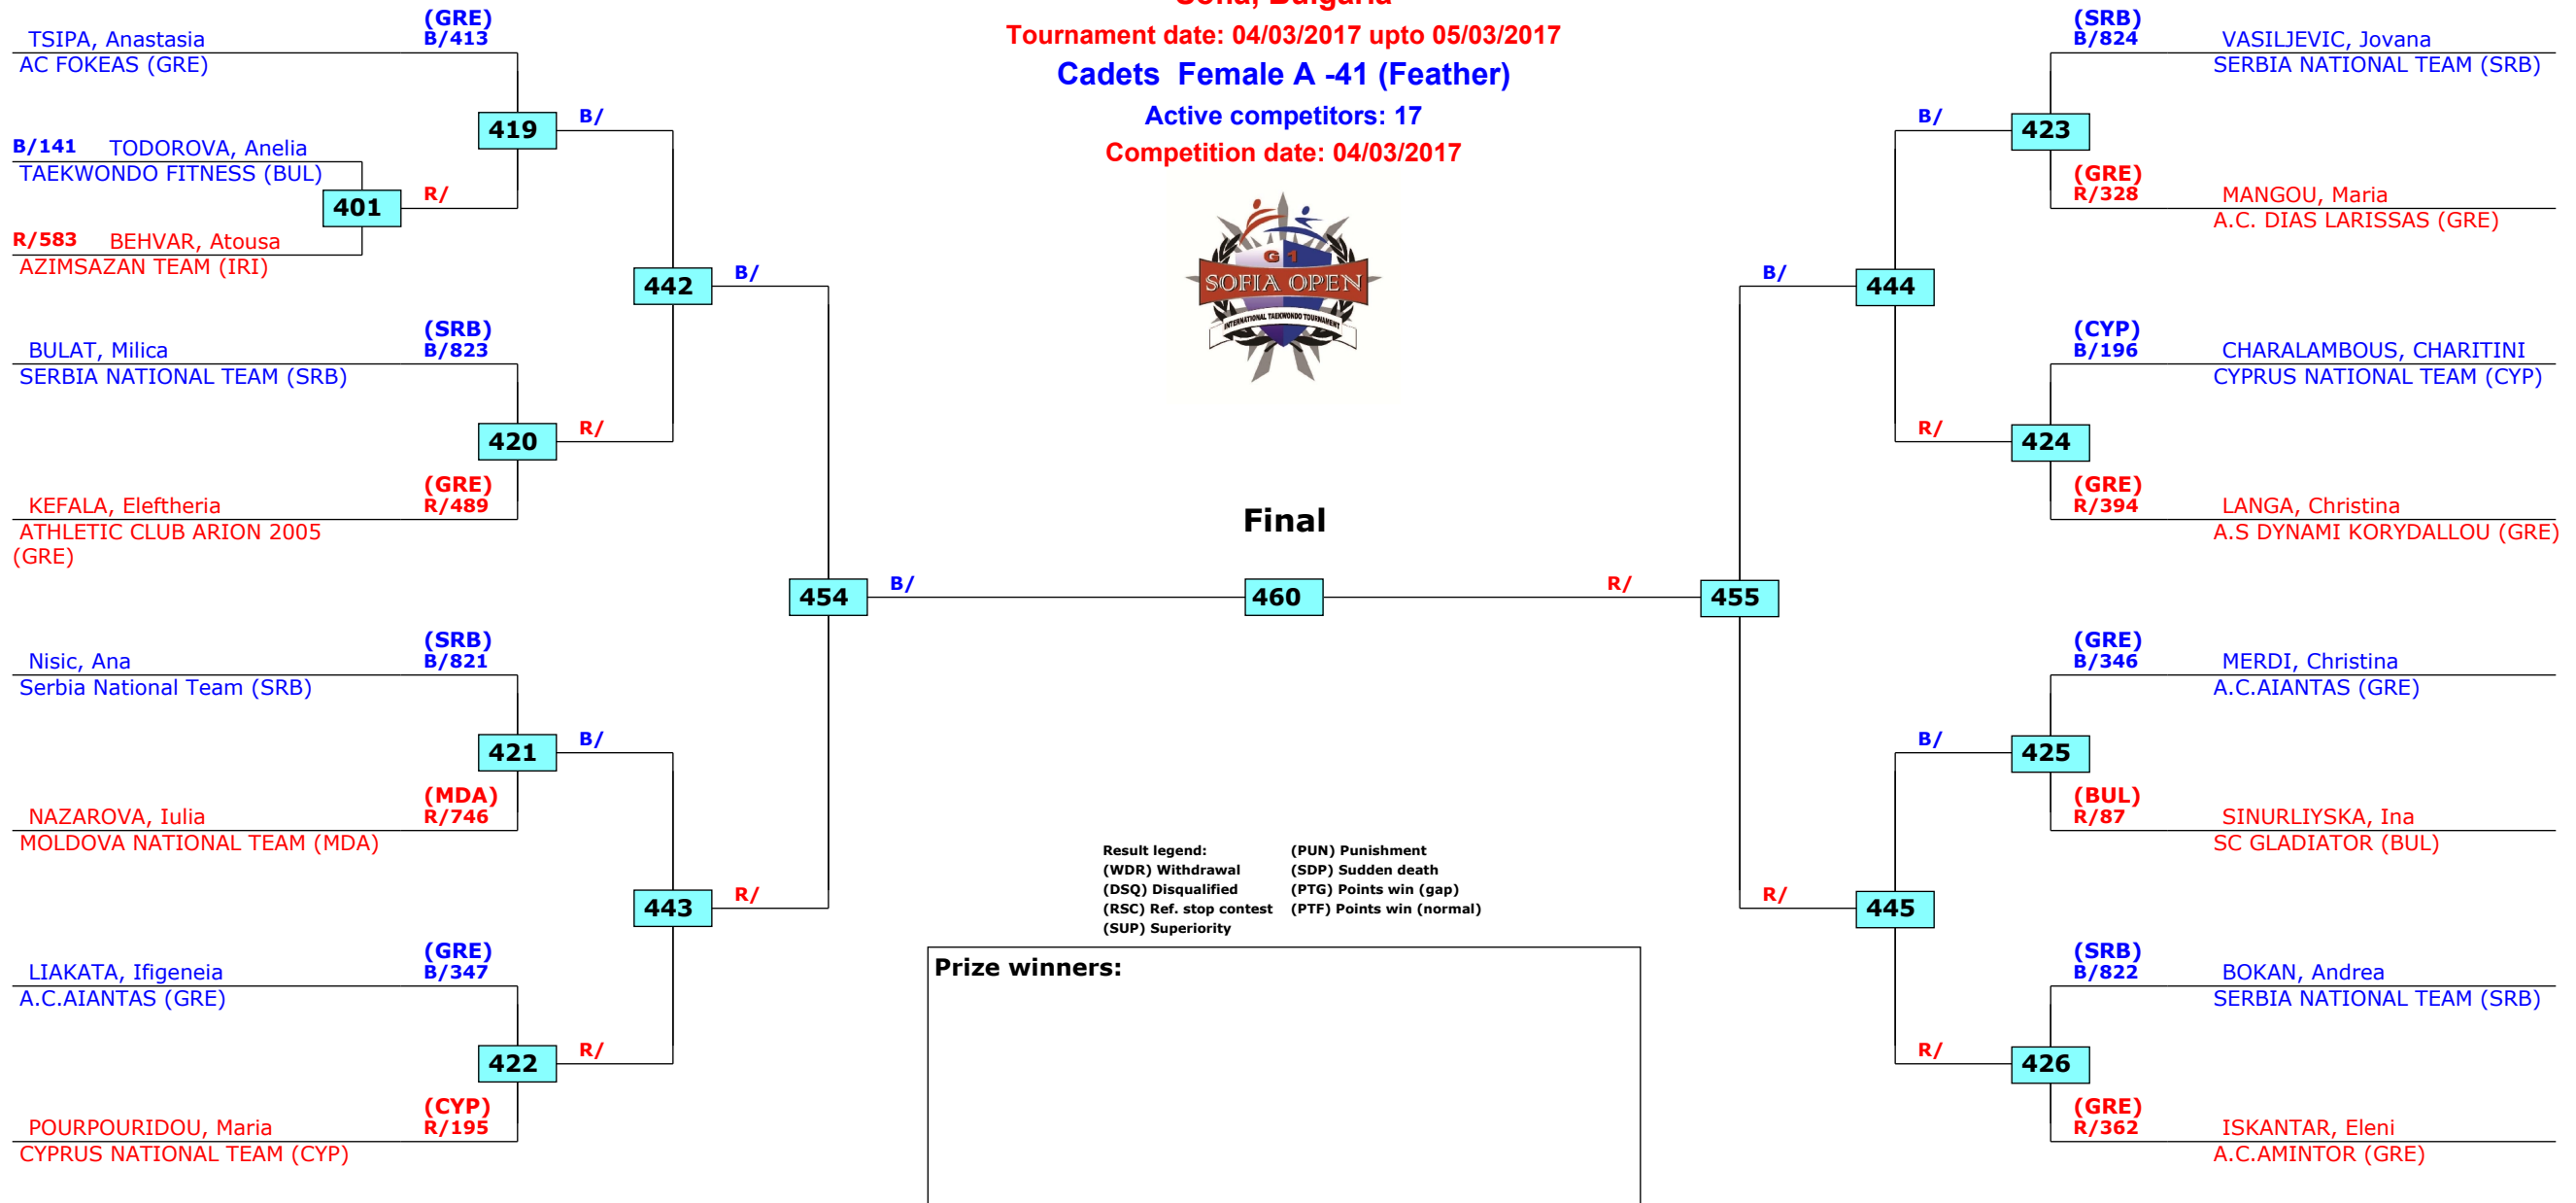 Sofia, Bulgaria
Tournament date: 04/03/2017 upto 05/03/2017
Cadets Female A -41 (Feather)
Active competitors: 17
Competition date: 04/03/2017
G 1
SOFIA OPEN
INTERNATIONAL TAEKWONDO TOURNAMENT
(GRE)
TSIPA, Anastasia B/413
AC FOKEAS (GRE)
419 B/
B/141 TODOROVA, Anelia
TAEKWONDO FITNESS (BUL)
401 R/
R/583 BEHVAR, Atousa
AZIMSAZAN TEAM (IRI)
442 B/
(SRB)
BULAT, Milica B/823
SERBIA NATIONAL TEAM (SRB)
420 R/
(GRE)
KEFALA, Eleftheria R/489
ATHLETIC CLUB ARION 2005
(GRE)
454 B/
(SRB)
Nisic, Ana B/821
Serbia National Team (SRB)
421 B/
(MDA)
NAZAROVA, Iulia R/746
MOLDOVA NATIONAL TEAM (MDA)
443 R/
(GRE)
LIAKATA, Ifigeneia B/347
A.C.AIANTAS (GRE)
422 R/
(CYP)
POURPOURIDOU, Maria R/195
CYPRUS NATIONAL TEAM (CYP)
Final
460
(SRB)
B/824 VASILJEVIC, Jovana
SERBIA NATIONAL TEAM (SRB)
B/ 423
(GRE)
R/328 MANGOU, Maria
A.C. DIAS LARISSAS (GRE)
B/ 444
(CYP)
B/196 CHARALAMBOUS, CHARITINI
CYPRUS NATIONAL TEAM (CYP)
R/ 424
(GRE)
R/394 LANGA, Christina
A.S DYNAMI KORYDALLOU (GRE)
R/ 455
(GRE)
B/346 MERDI, Christina
A.C.AIANTAS (GRE)
B/ 425
(BUL)
R/87 SINURLIYSKA, Ina
SC GLADIATOR (BUL)
R/ 445
(SRB)
B/822 BOKAN, Andrea
SERBIA NATIONAL TEAM (SRB)
R/ 426
(GRE)
R/362 ISKANTAR, Eleni
A.C.AMINTOR (GRE)
Result legend: (PUN) Punishment
(WDR) Withdrawal (SDP) Sudden death
(DSQ) Disqualified (PTG) Points win (gap)
(RSC) Ref. stop contest (PTF) Points win (normal)
(SUP) Superiority
Prize winners: